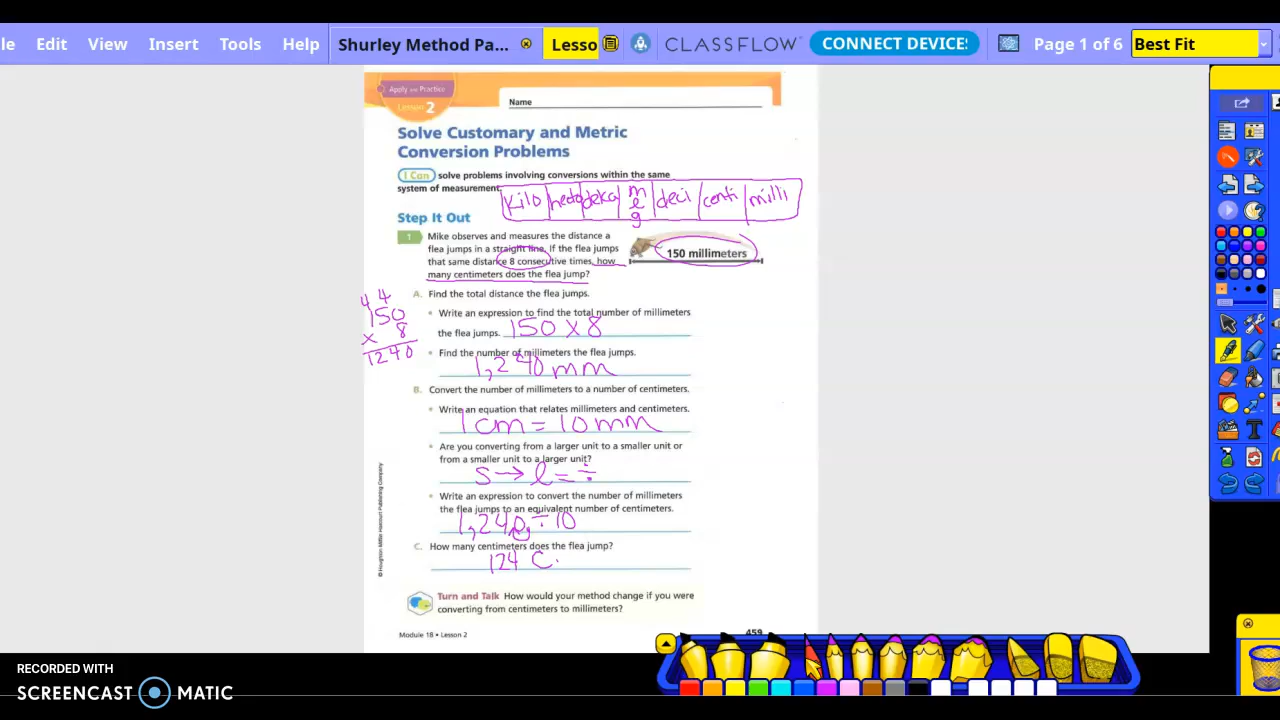 le Edit View Insert Tools Help Shurley Method Pa... Lesso CLASSFLOW CONNECT DEVICES Page 1 of 6 Best Fit
Apply and Practice
Lesson 2
Name
Solve Customary and Metric
Conversion Problems
I Can solve problems involving conversions within the same
system of measurement.
Kilo hecto deka m l g deci centi milli
Step It Out
1 Mike observes and measures the distance a
flea jumps in a straight line. If the flea jumps
that same distance 8 consecutive times, how
many centimeters does the flea jump?
150 millimeters
A. Find the total distance the flea jumps.
4 4
150
x 8
1240
• Write an expression to find the total number of millimeters
the flea jumps. 150 x 8
• Find the number of millimeters the flea jumps.
1,240 mm
B. Convert the number of millimeters to a number of centimeters.
• Write an equation that relates millimeters and centimeters.
1 cm = 10 mm
• Are you converting from a larger unit to a smaller unit or
from a smaller unit to a larger unit?
s → l = ÷
• Write an expression to convert the number of millimeters
the flea jumps to an equivalent number of centimeters.
1,240 ÷ 10
C. How many centimeters does the flea jump?
124 C
Turn and Talk How would your method change if you were
converting from centimeters to millimeters?
© Houghton Mifflin Harcourt Publishing Company
Module 18 • Lesson 2
459
RECORDED WITH
SCREENCAST MATIC